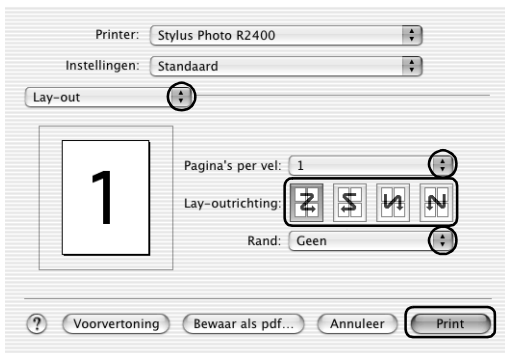 Printer: Stylus Photo R2400
Instellingen: Standaard
Lay-out
1
Pagina's per vel: 1
Lay-outrichting:
Rand: Geen
? Voorvertoning Bewaar als pdf... Annuleer Print